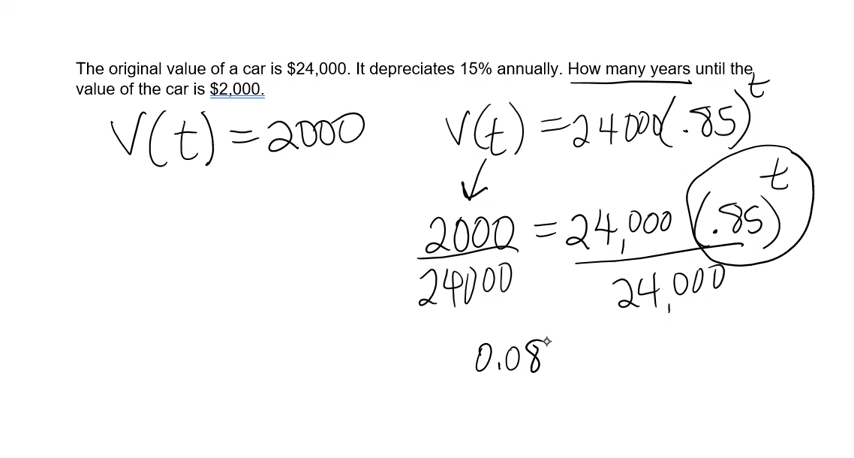 The original value of a car is $24,000. It depreciates 15% annually. How many years until the
value of the car is $2,000.
V(t) = 2000
V(t) = 24000(.85)^t
2000 = 24,000 (.85)^t
24000 24,000
0.08